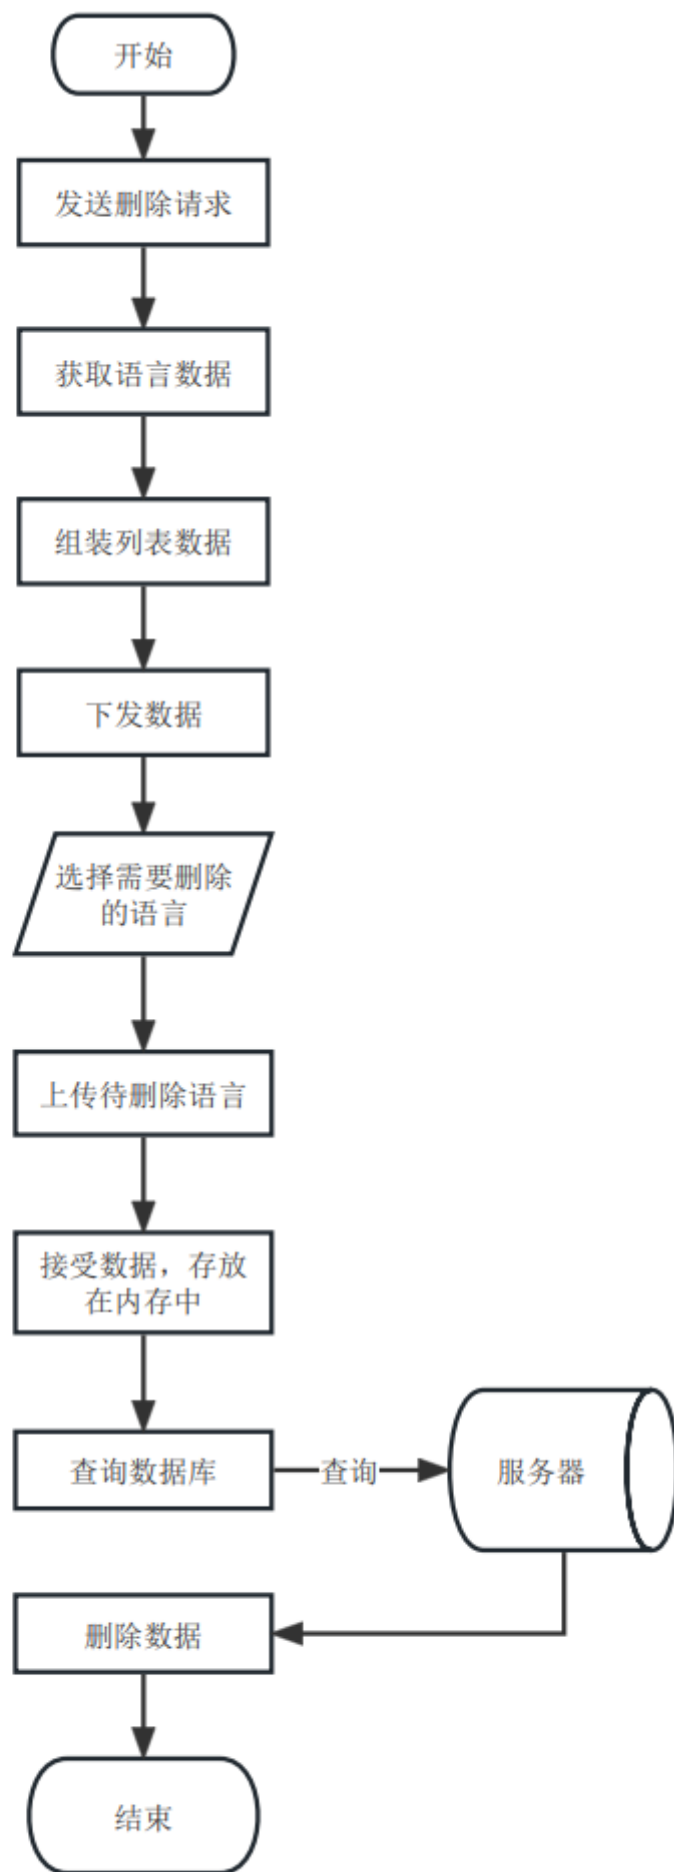 开始
发送删除请求
获取语言数据
组装列表数据
下发数据
选择需要删除
的语言
上传待删除语言
接受数据，存放
在内存中
查询数据库
查询
服务器
删除数据
结束